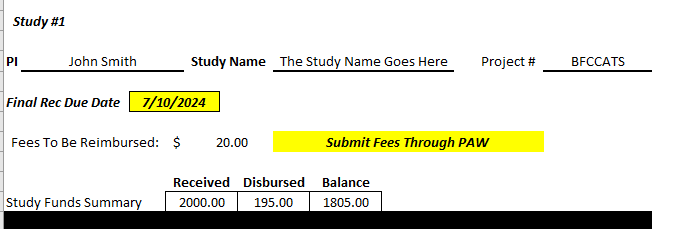 Study #1
PI John Smith Study Name The Study Name Goes Here Project # BFCCATS
Final Rec Due Date 7/10/2024
Fees To Be Reimbursed: $ 20.00 Submit Fees Through PAW
Received Disbursed Balance
Study Funds Summary 2000.00 195.00 1805.00